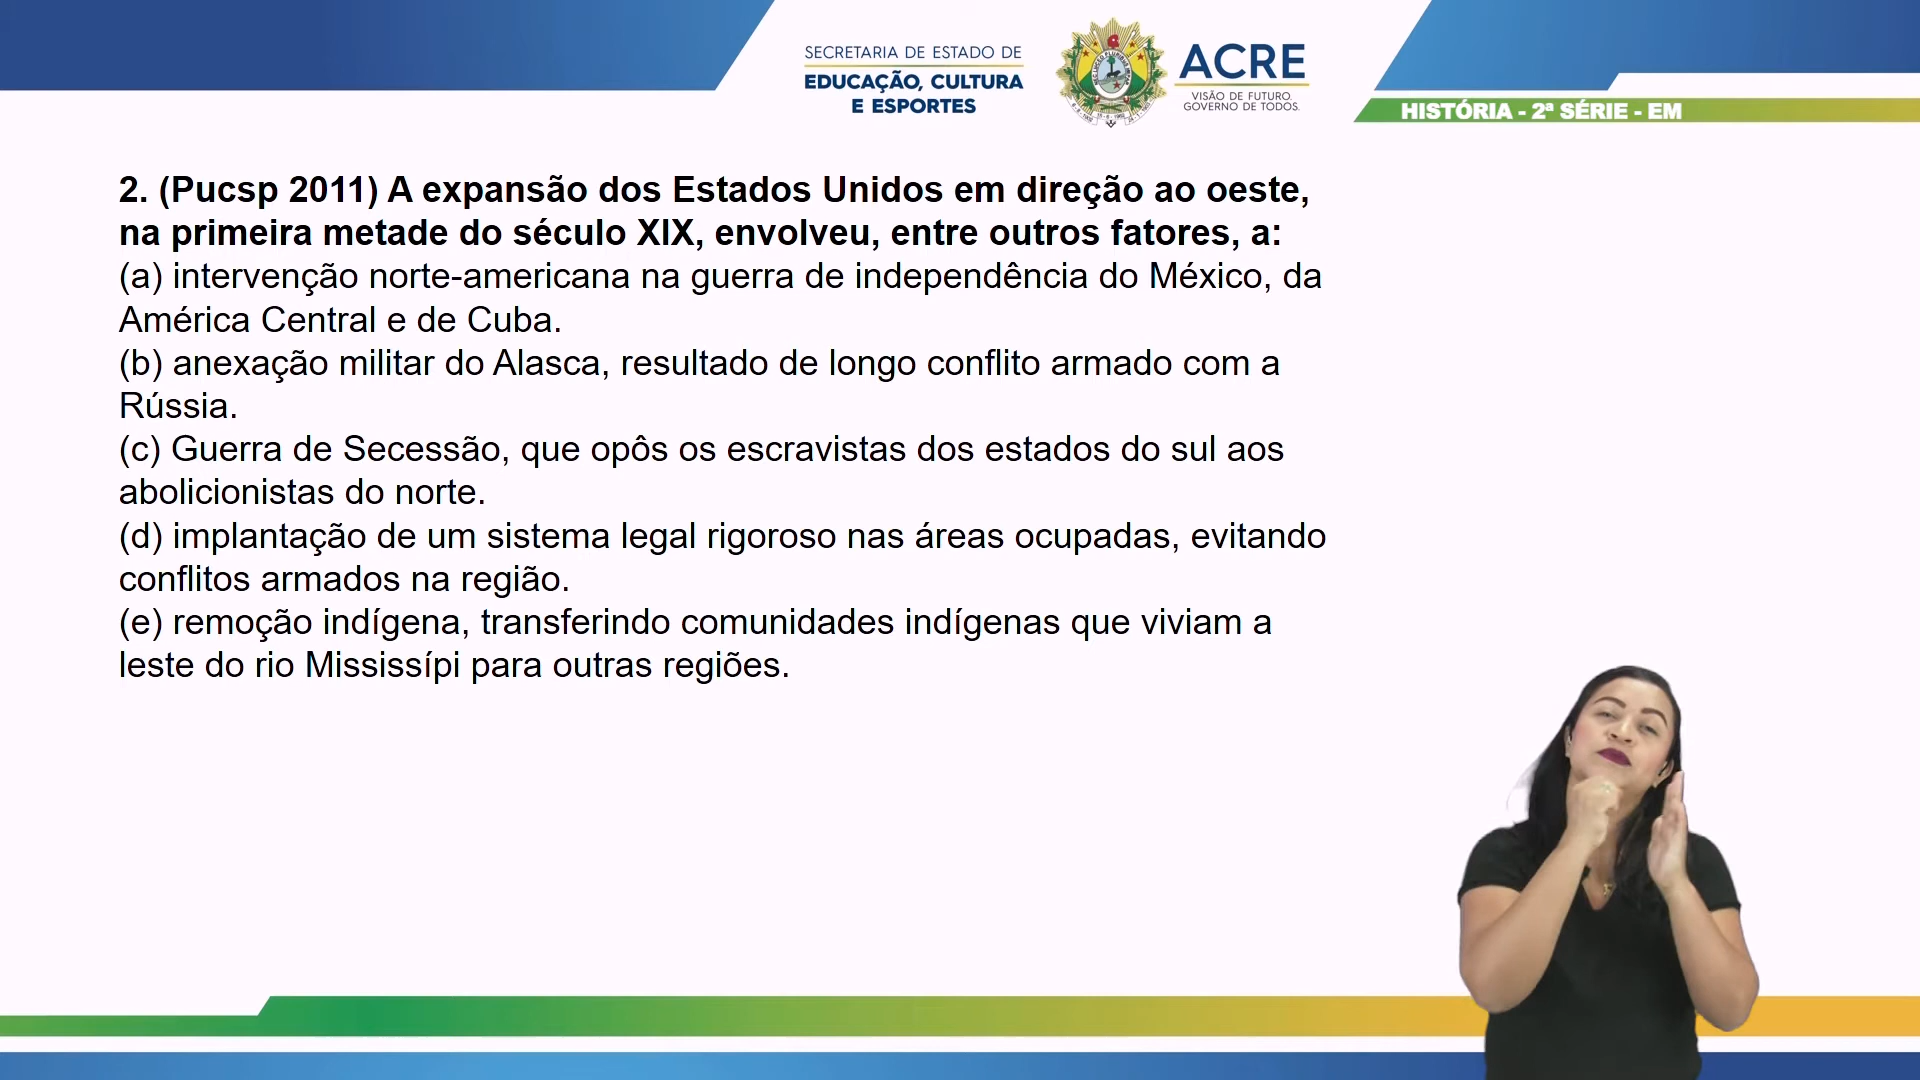 SECRETARIA DE ESTADO DE
EDUCAÇÃO, CULTURA
E ESPORTES
ACRE
VISÃO DE FUTURO.
GOVERNO DE TODOS.
HISTÓRIA - 2ª SÉRIE - EM
2. (Pucsp 2011) A expansão dos Estados Unidos em direção ao oeste,
na primeira metade do século XIX, envolveu, entre outros fatores, a:
(a) intervenção norte-americana na guerra de independência do México, da
América Central e de Cuba.
(b) anexação militar do Alasca, resultado de longo conflito armado com a
Rússia.
(c) Guerra de Secessão, que opôs os escravistas dos estados do sul aos
abolicionistas do norte.
(d) implantação de um sistema legal rigoroso nas áreas ocupadas, evitando
conflitos armados na região.
(e) remoção indígena, transferindo comunidades indígenas que viviam a
leste do rio Mississípi para outras regiões.